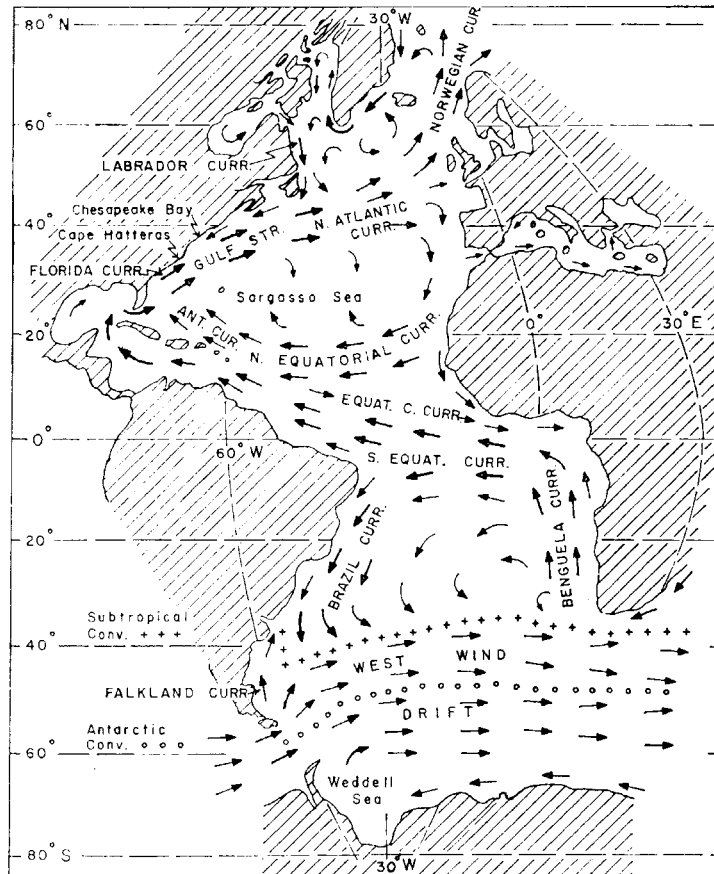 80° N
30° W
NORWEGIAN CUR.
60°
LABRADOR CURR.
Chesapeake Bay
Cape Hatteras
40°
GULF STR.
N. ATLANTIC
CURR.
FLORIDA CURR.
Sargasso Sea
ANT. CUR.
20°
N. EQUATORIAL CURR.
0°
30° E
EQUAT. C. CURR.
0°
60° W
S. EQUAT. CURR.
20°
BRAZIL CURR.
BENGUELA CURR.
Subtropical
Conv. + + +
40°
WEST WIND
DRIFT
FALKLAND CURR.
Antarctic
Conv. o o o
60°
Weddell
Sea
80° S
30° W